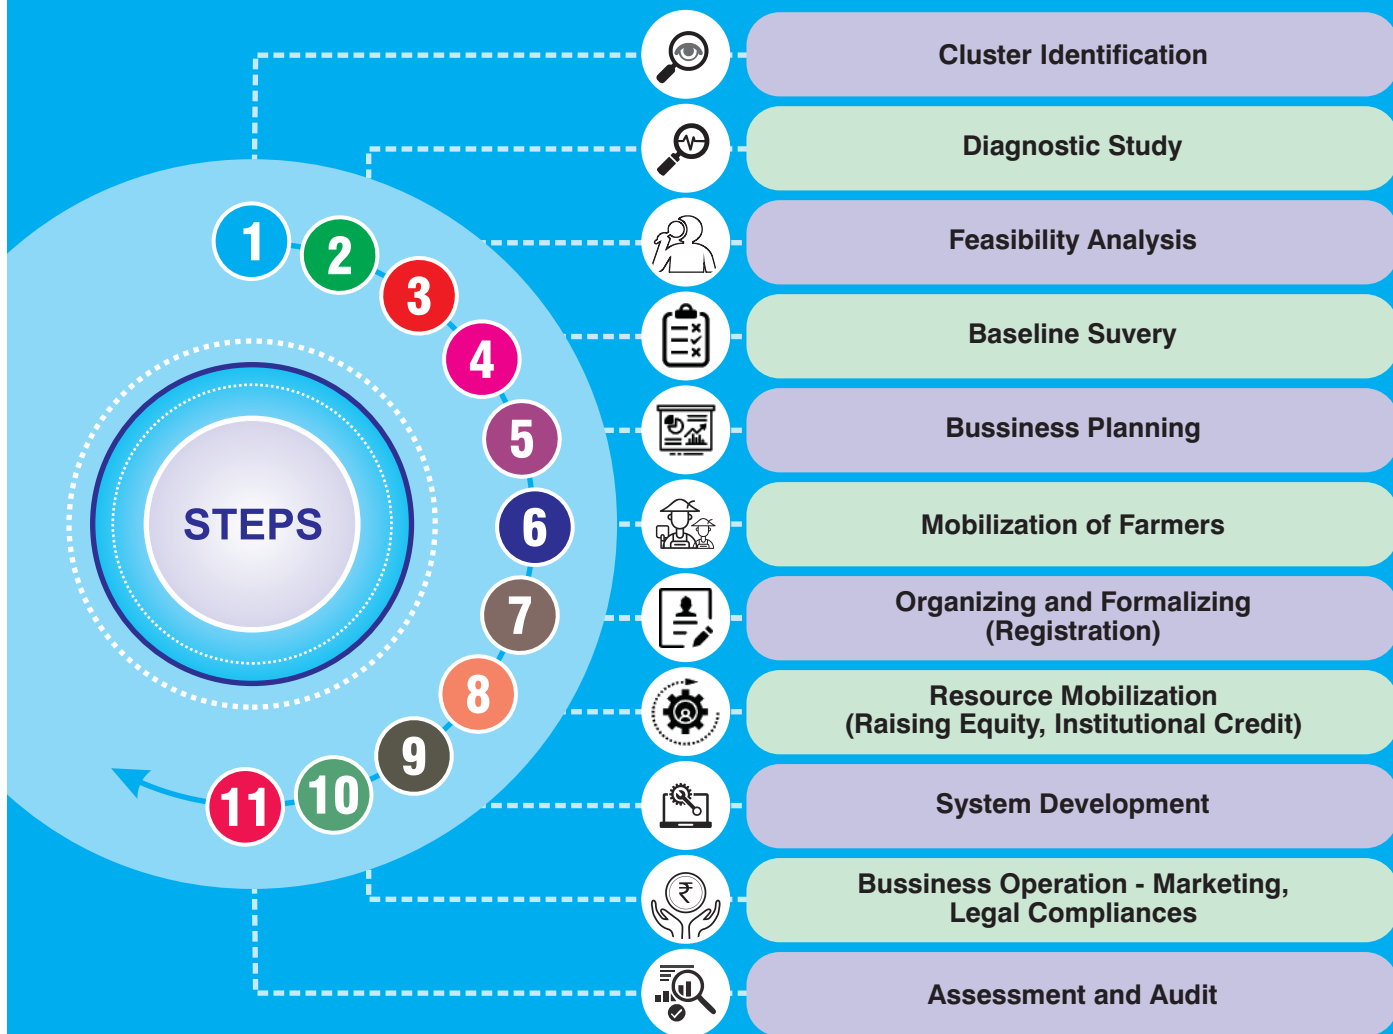 STEPS
1
2
3
4
5
6
7
8
9
10
11
Cluster Identification
Diagnostic Study
Feasibility Analysis
Baseline Suvery
Bussiness Planning
Mobilization of Farmers
Organizing and Formalizing
(Registration)
Resource Mobilization
(Raising Equity, Institutional Credit)
System Development
₹
Bussiness Operation - Marketing,
Legal Compliances
Assessment and Audit